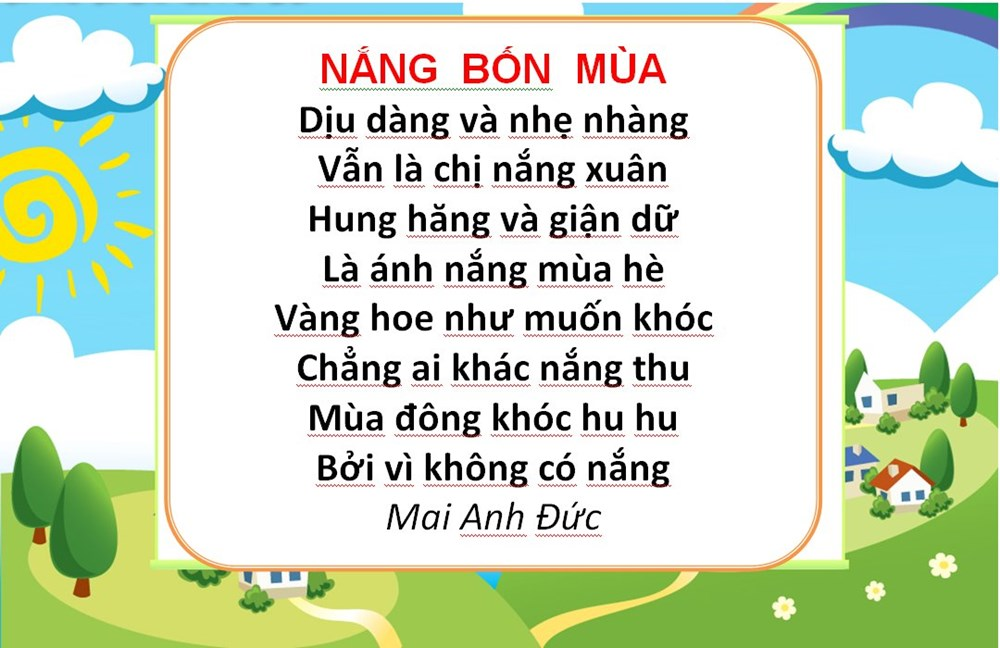 NẮNG BỐN MÙA
Dịu dàng và nhẹ nhàng
Vẫn là chị nắng xuân
Hung hăng và giận dữ
Là ánh nắng mùa hè
Vàng hoe như muốn khóc
Chẳng ai khác nắng thu
Mùa đông khóc hu hu
Bởi vì không có nắng
Mai Anh Đức